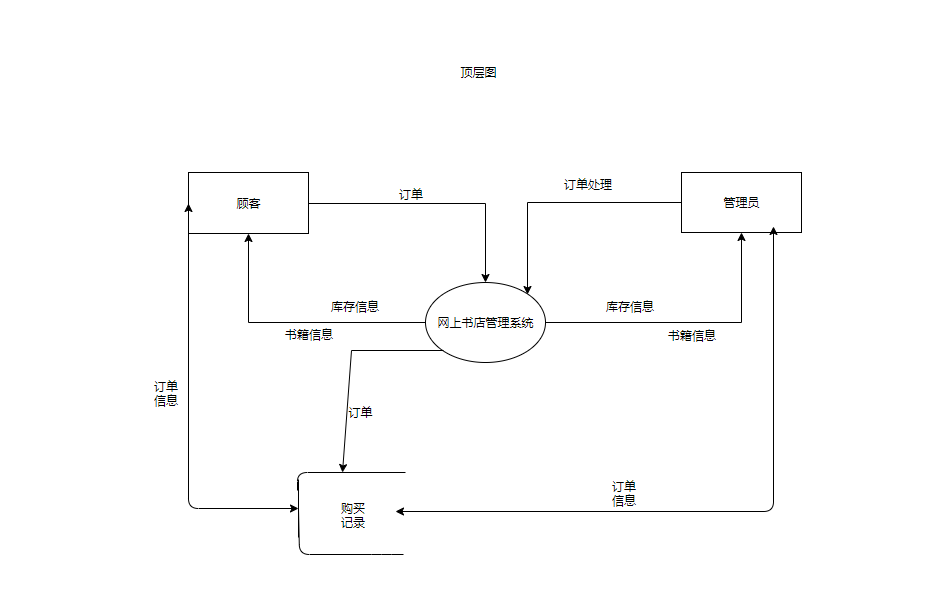 顶层图
顾客
订单
订单处理
管理员
库存信息
书籍信息
网上书店管理系统
库存信息
书籍信息
订单
信息
订单
购买
记录
订单
信息